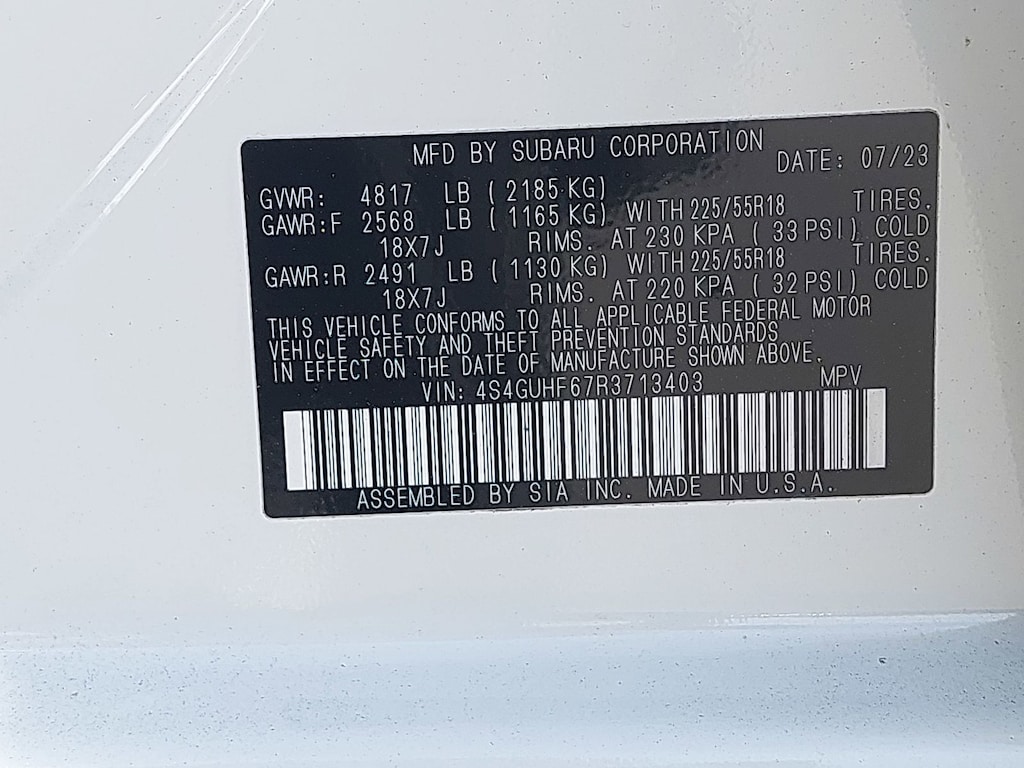 MFD BY SUBARU CORPORATION DATE: 07/23
GVWR: 4817 LB (2185 KG)
GAWR:F 2568 LB (1165 KG) WITH 225/55R18 TIRES.
18X7J RIMS. AT 230 KPA (33 PSI) COLD
GAWR:R 2491 LB (1130 KG) WITH 225/55R18 TIRES.
18X7J RIMS. AT 220 KPA (32 PSI) COLD
THIS VEHICLE CONFORMS TO ALL APPLICABLE FEDERAL MOTOR
VEHICLE SAFETY AND THEFT PREVENTION STANDARDS
IN EFFECT ON THE DATE OF MANUFACTURE SHOWN ABOVE.
VIN: 4S4GUHF67R3713403 MPV
ASSEMBLED BY SIA INC. MADE IN U.S.A.